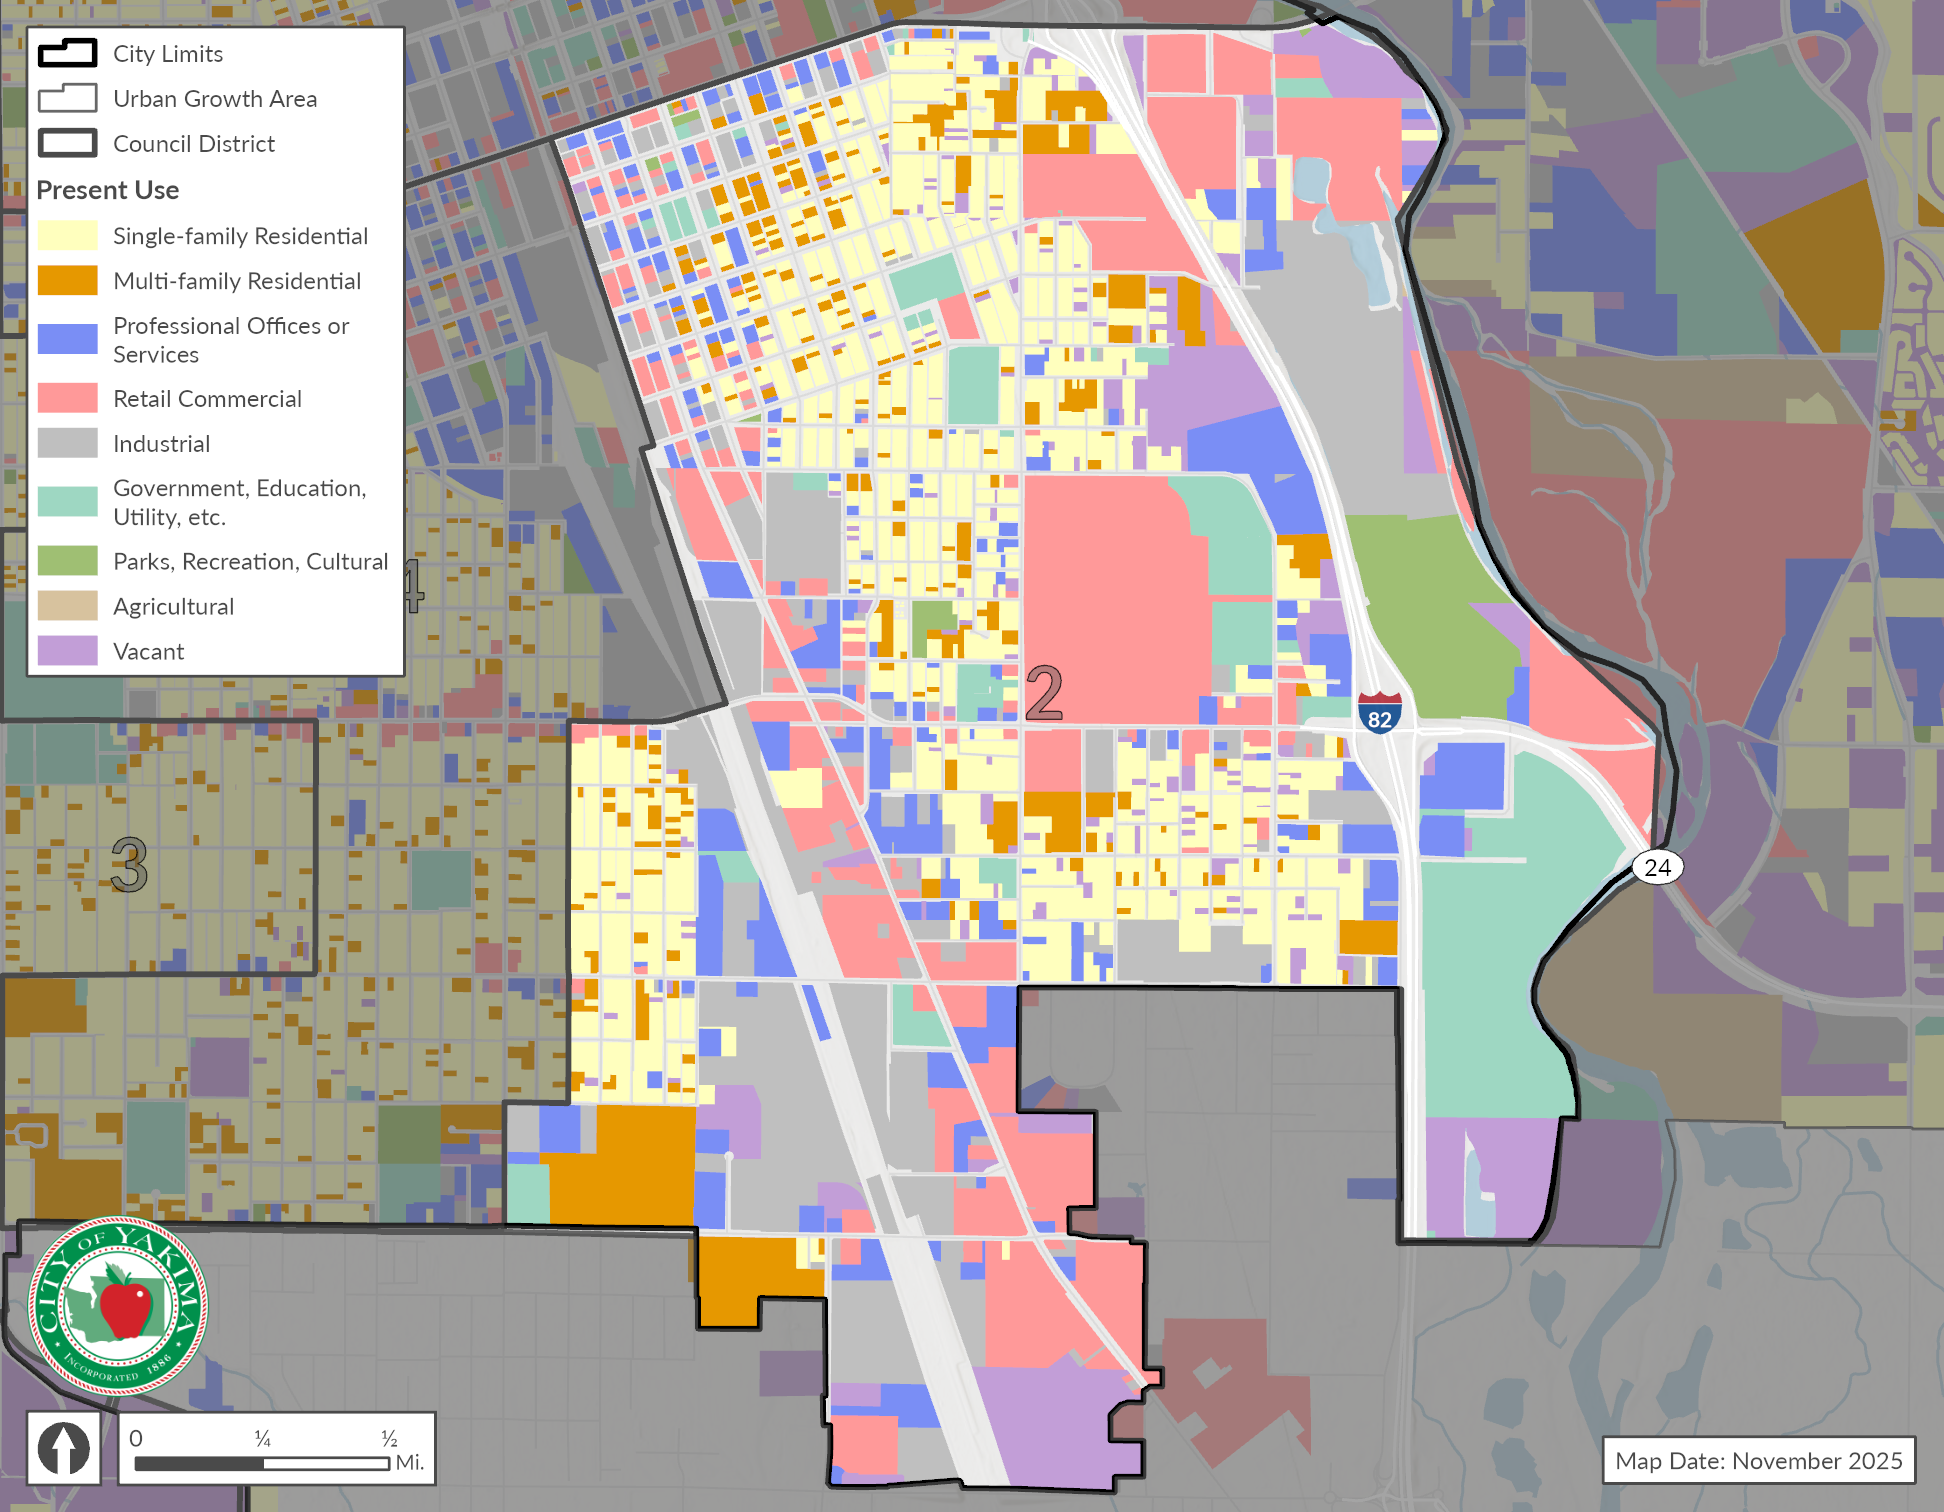 City Limits
Urban Growth Area
Council District
Present Use
Single-family Residential
Multi-family Residential
Professional Offices or
Services
Retail Commercial
Industrial
Government, Education,
Utility, etc.
Parks, Recreation, Cultural
Agricultural
Vacant
4
2
82
3
24
CITY OF YAKIMA
INCORPORATED 1886
0 ¼ ½
Mi.
Map Date: November 2025